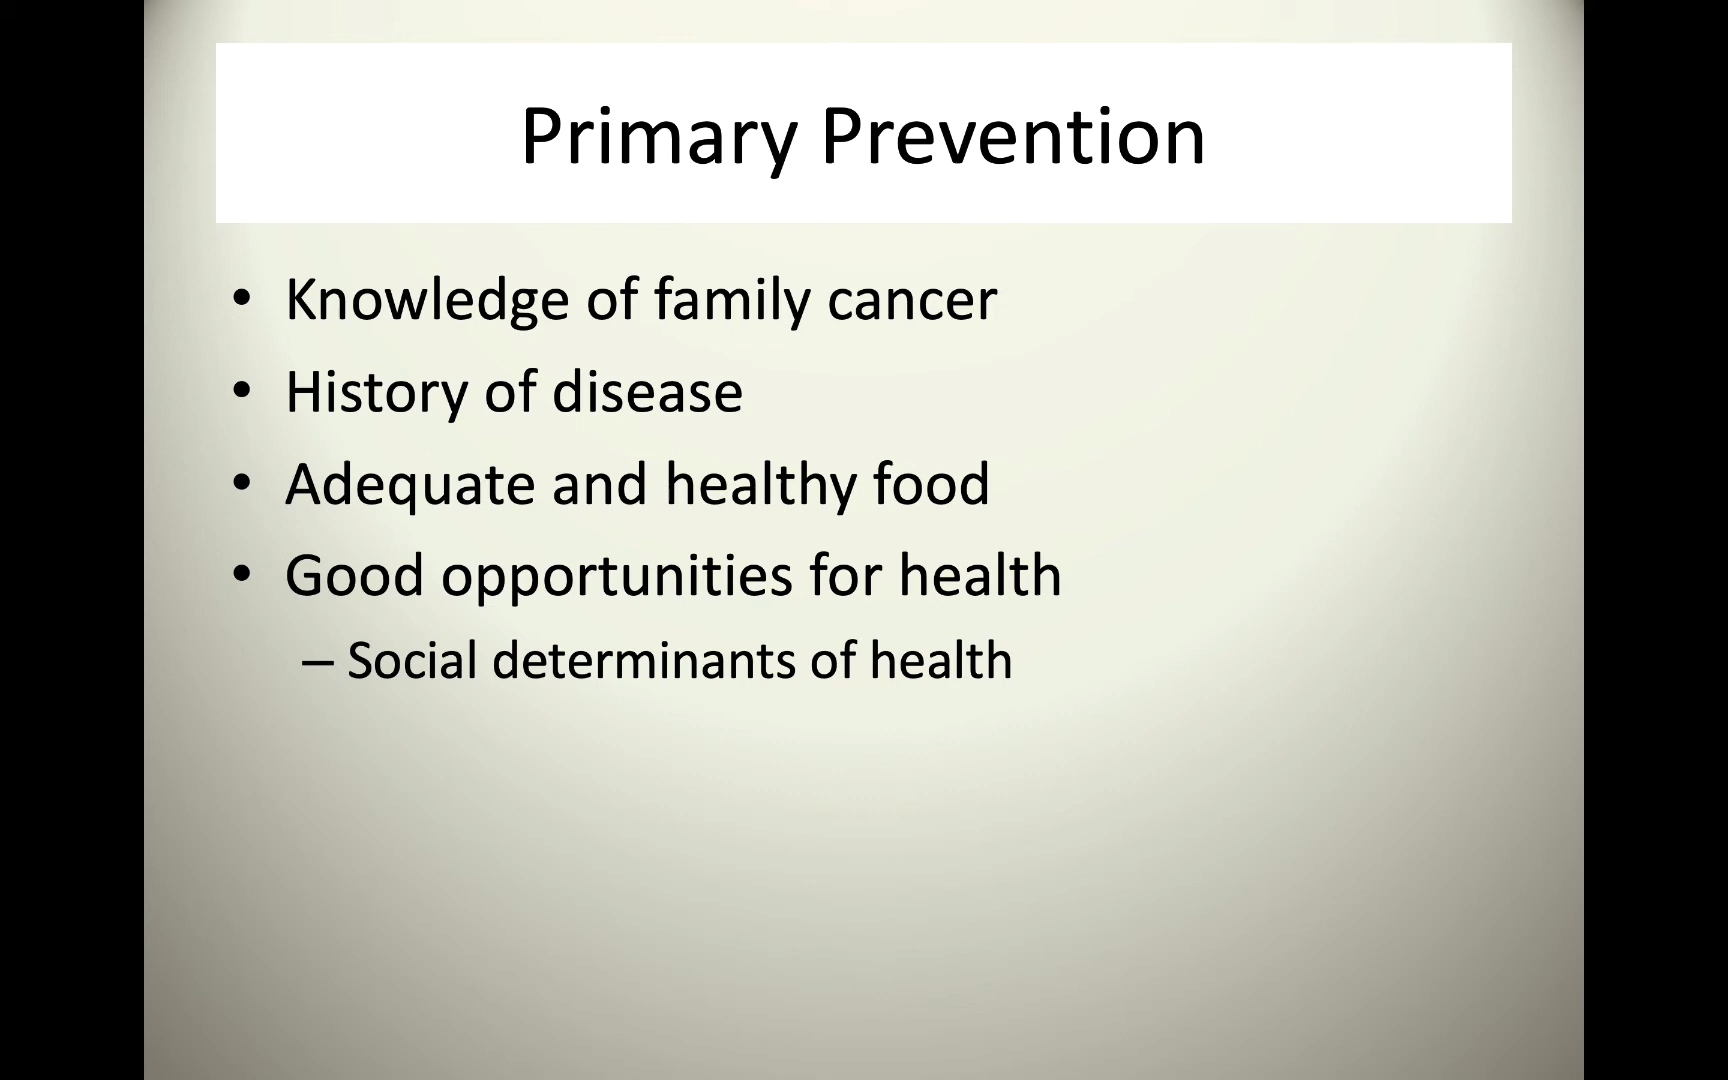 Primary Prevention
• Knowledge of family cancer
• History of disease
• Adequate and healthy food
• Good opportunities for health
– Social determinants of health